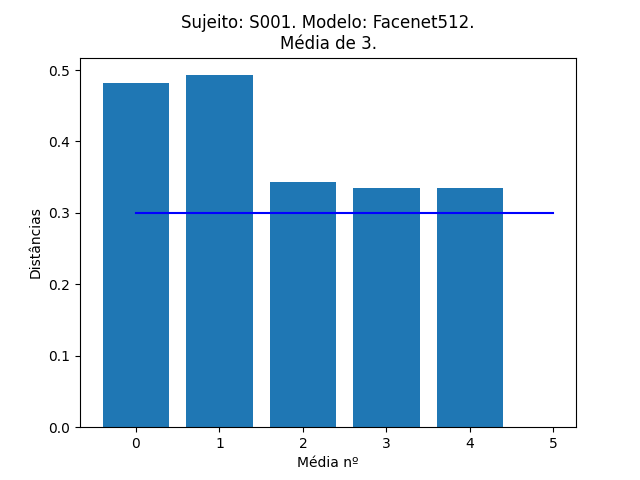 Sujeito: S001. Modelo: Facenet512.
Média de 3.
0.5
0.4
0.3
0.2
0.1
0.0
Distâncias
0 1 2 3 4 5
Média nº